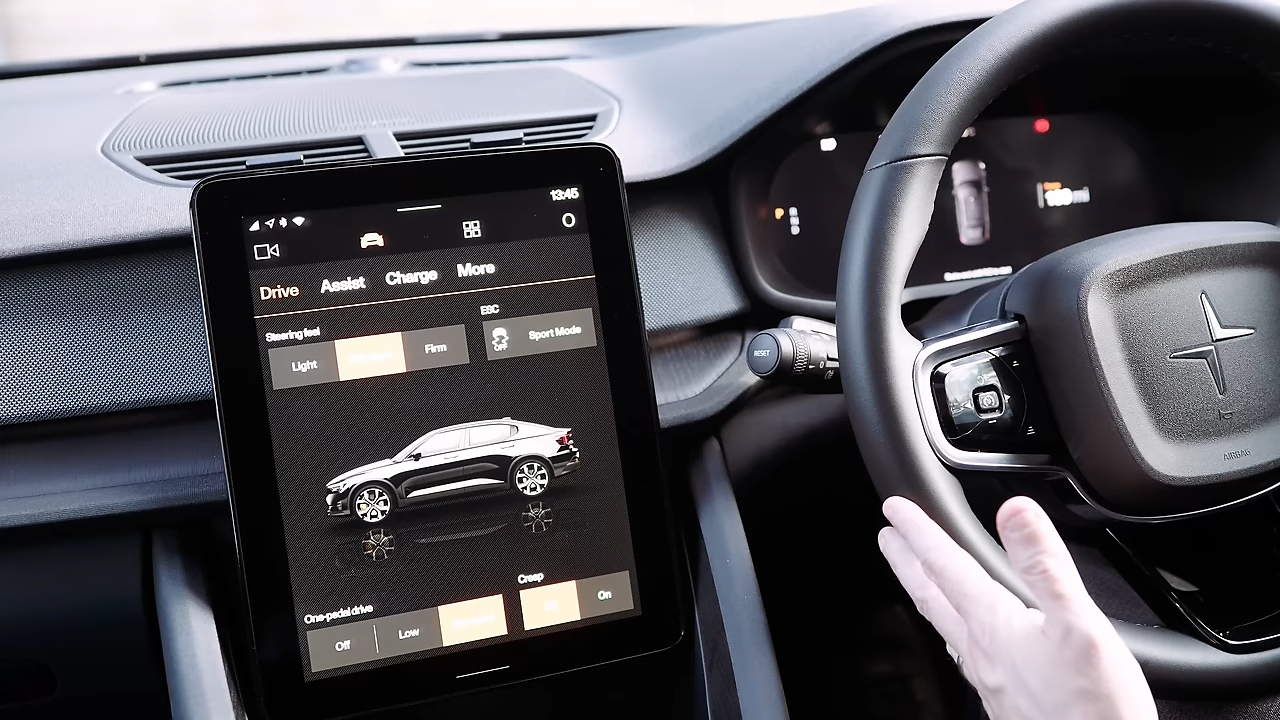 13:45
Drive Assist Charge More
Steering feel
ESC
Light
Firm
OFF
Sport Mode
One-pedal drive
Creep
Off
Low
On
P
mi
RESET
AIRBAG